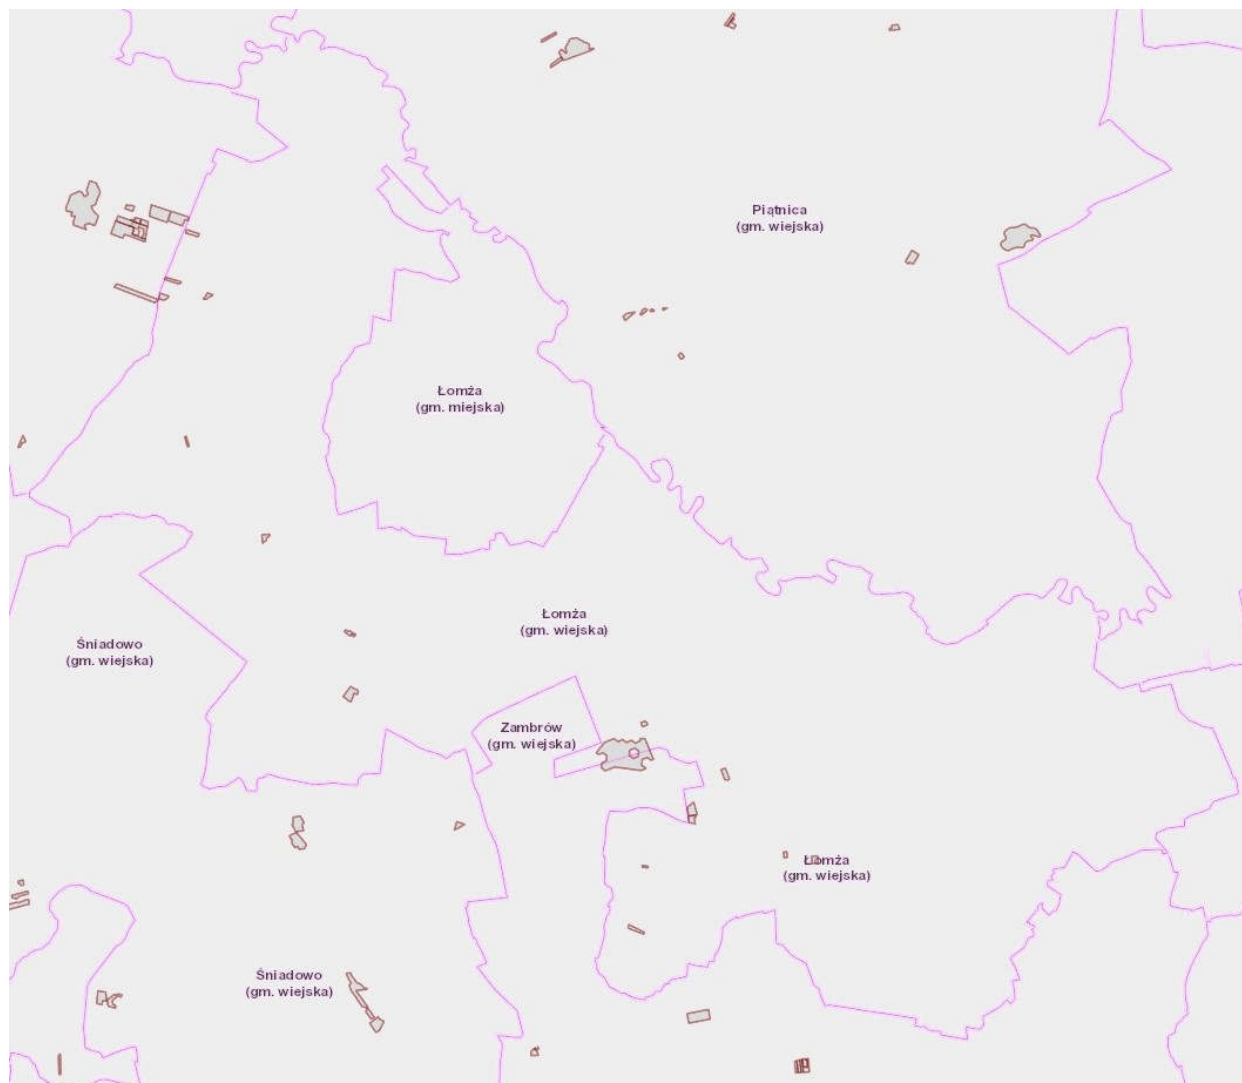 Piątnica
(gm. wiejska)
Łomża
(gm. miejska)
Łomża
(gm. wiejska)
Śniadowo
(gm. wiejska)
Zambrów
(gm. wiejska)
Łomża
(gm. wiejska)
Śniadowo
(gm. wiejska)